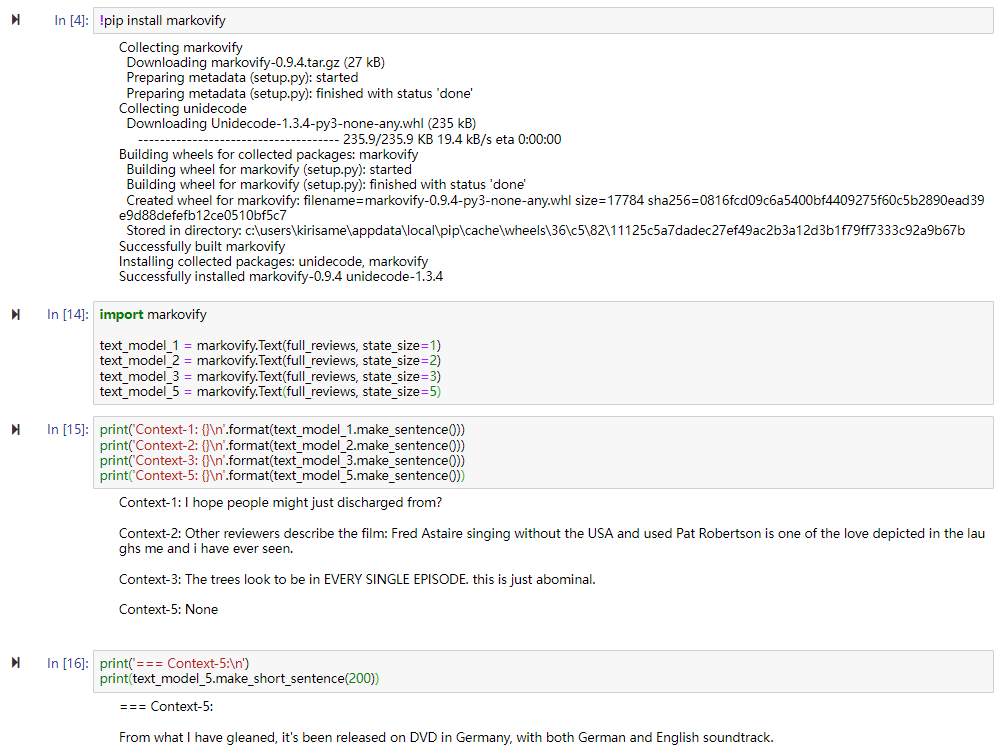 In [4]: !pip install markovify
Collecting markovify
Downloading markovify-0.9.4.tar.gz (27 kB)
Preparing metadata (setup.py): started
Preparing metadata (setup.py): finished with status 'done'
Collecting unidecode
Downloading Unidecode-1.3.4-py3-none-any.whl (235 kB)
------------------------------------- 235.9/235.9 KB 19.4 kB/s eta 0:00:00
Building wheels for collected packages: markovify
Building wheel for markovify (setup.py): started
Building wheel for markovify (setup.py): finished with status 'done'
Created wheel for markovify: filename=markovify-0.9.4-py3-none-any.whl size=17784 sha256=0816fcd09c6a5400bf4409275f60c5b2890ead39
e9d88defefb12ce0510bf5c7
Stored in directory: c:\users\kirisame\appdata\local\pip\cache\wheels\36\c5\82\11125c5a7dadec27ef49ac2b3a12d3b1f79ff7333c92a9b67b
Successfully built markovify
Installing collected packages: unidecode, markovify
Successfully installed markovify-0.9.4 unidecode-1.3.4
In [14]: import markovify
text_model_1 = markovify.Text(full_reviews, state_size=1)
text_model_2 = markovify.Text(full_reviews, state_size=2)
text_model_3 = markovify.Text(full_reviews, state_size=3)
text_model_5 = markovify.Text(full_reviews, state_size=5)
In [15]: print('Context-1: {}\n'.format(text_model_1.make_sentence()))
print('Context-2: {}\n'.format(text_model_2.make_sentence()))
print('Context-3: {}\n'.format(text_model_3.make_sentence()))
print('Context-5: {}\n'.format(text_model_5.make_sentence()))
Context-1: I hope people might just discharged from?
Context-2: Other reviewers describe the film: Fred Astaire singing without the USA and used Pat Robertson is one of the love depicted in the lau
ghs me and i have ever seen.
Context-3: The trees look to be in EVERY SINGLE EPISODE. this is just abominal.
Context-5: None
In [16]: print('=== Context-5:\n')
print(text_model_5.make_short_sentence(200))
=== Context-5:
From what I have gleaned, it's been released on DVD in Germany, with both German and English soundtrack.